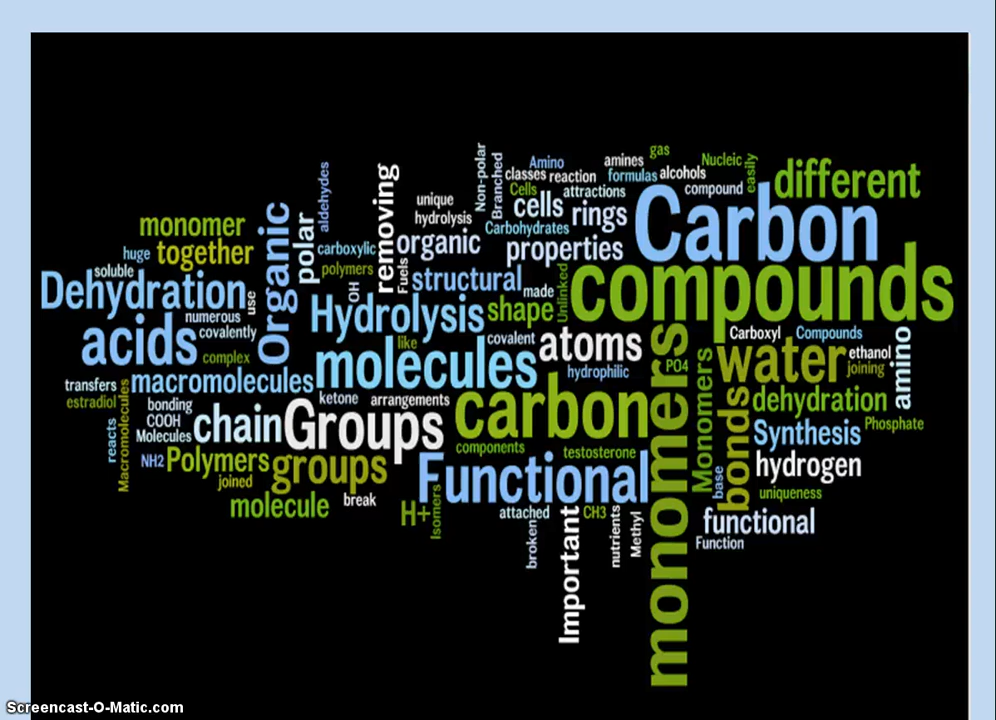 gas
Non-polar
Branched
Amino
amines
Nucleic
easily
classes
reaction
formulas
alcohols
different
aldehydes
removing
unique
Cells
attractions
compound
Carbon
monomer
Organic
polar
hydrolysis
cells
rings
Carbohydrates
huge
together
carboxylic
organic
properties
soluble
polymers
Fuels
structural
compounds
Dehydration
use
OH
made
Unlinked
numerous
Hydrolysis
shape
acids
covalently
like
covalent
atoms
Carboxyl
Compounds
amino
complex
molecules
hydrophilic
PO4
water
ethanol
joining
transfers
macromolecules
monomers
Monomers
estradiol
Macromolecules
bonding
ketone
arrangements
carbon
bonds
dehydration
COOH
chain
Groups
Phosphate
reacts
Molecules
components
testosterone
Synthesis
NH2
Polymers
groups
Functional
base
hydrogen
joined
uniqueness
molecule
break
H+
Isomers
attached
CH3
nutrients
Methyl
functional
broken
Important
Function
Screencast-O-Matic.com